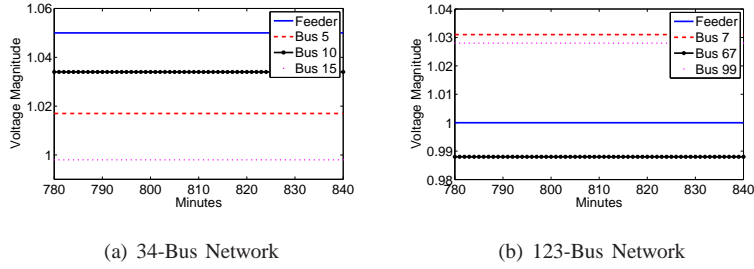 1.06
1.04
1.02
1
Voltage Magnitude
780 790 800 810 820 830 840
Minutes
Feeder
Bus 5
Bus 10
Bus 15
(a) 34-Bus Network
1.04
1.03
1.02
1
0.99
0.98
Voltage Magnitude
780 790 800 810 820 830 840
Minutes
Feeder
Bus 7
Bus 67
Bus 99
(b) 123-Bus Network